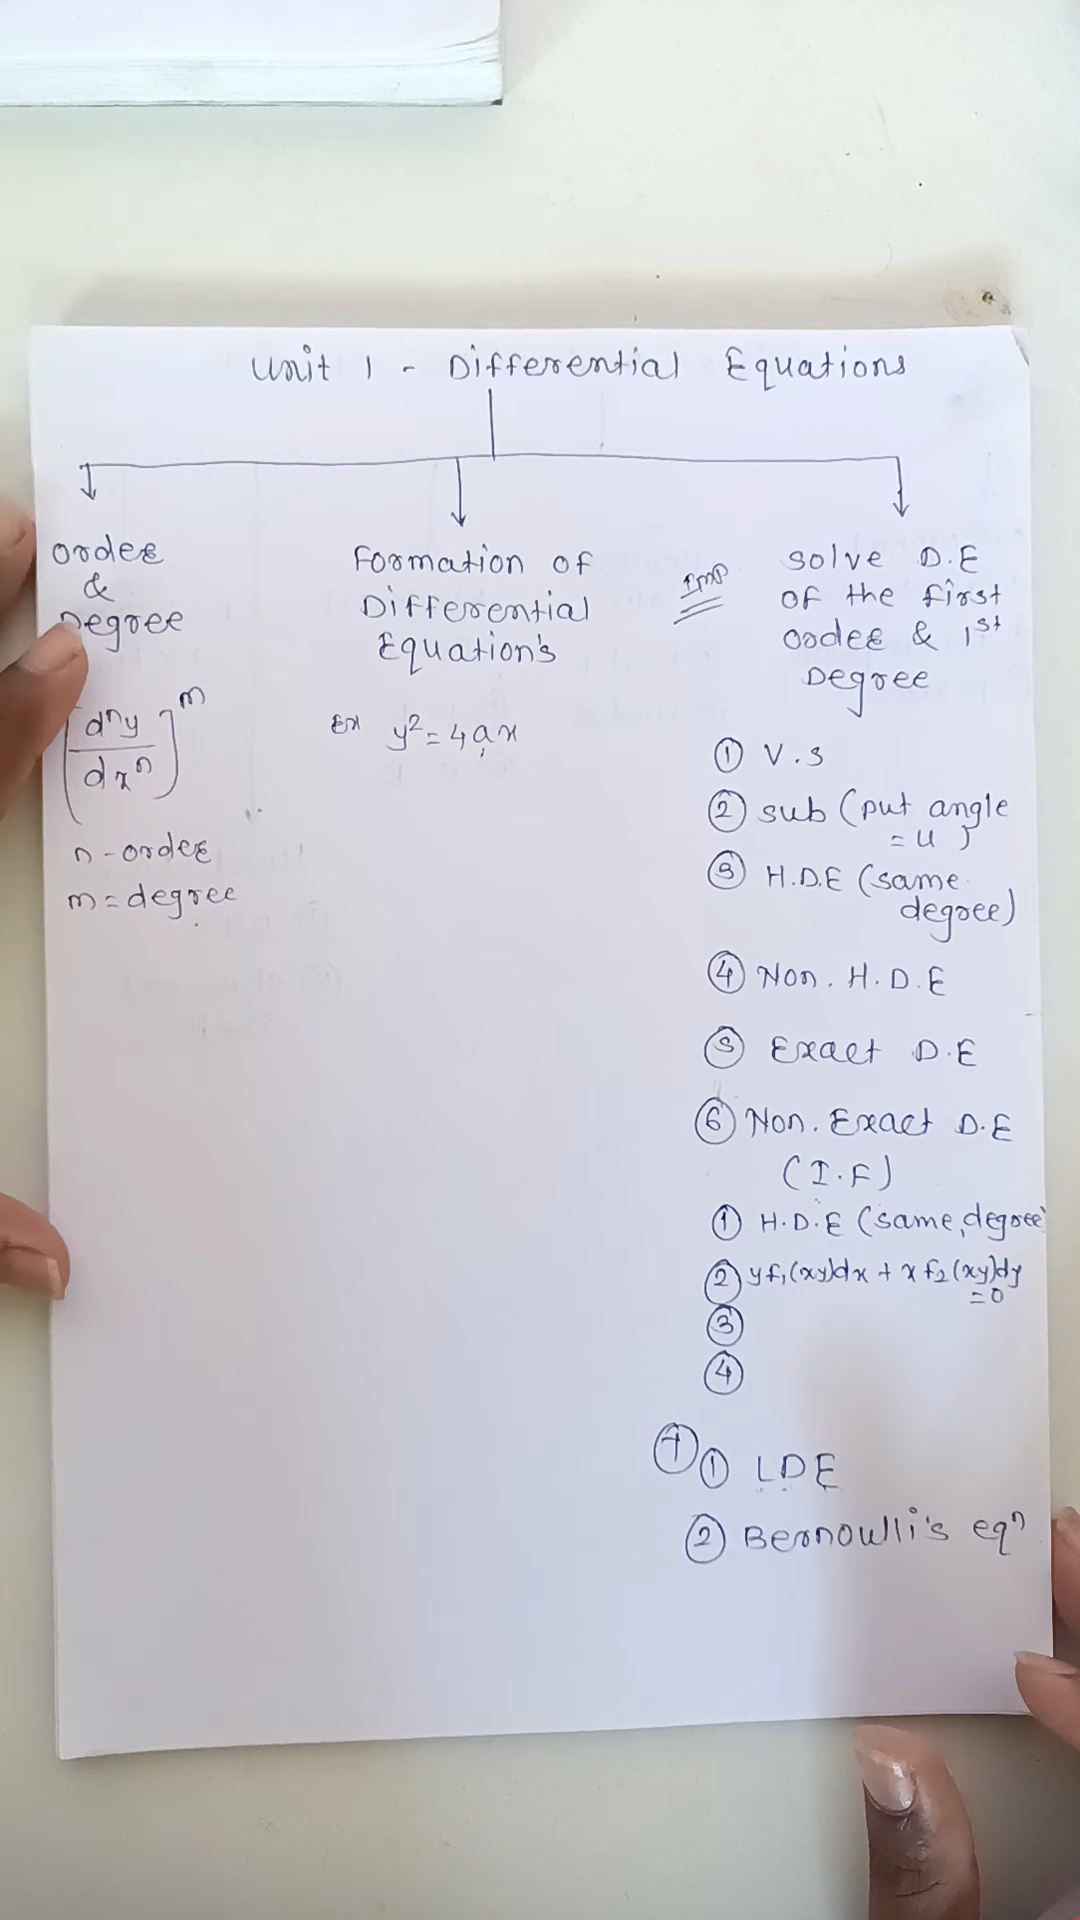 Unit 1 - Differential Equations
Order
&
Degree
(dⁿy/dxⁿ)ᵐ
n - order
m = degree
Formation of
Differential
Equation's
Ex y² = 4ax
Imp
Solve D.E
of the first
order & 1st
Degree
① V.S
② Sub (put angle
= u)
③ H.D.E (same
degree)
④ Non. H.D.E
⑤ Exact D.E
⑥ Non. Exact D.E
(I.F)
① H.D.E (same, degree)
② yf₁(xy)dx + xf₂(xy)dy
= 0
③
④
⑦ ① LDE
② Bernoulli's eqⁿ